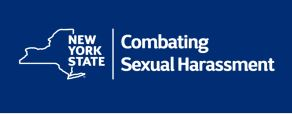 NEW
YORK
STATE
Combating
Sexual Harassment